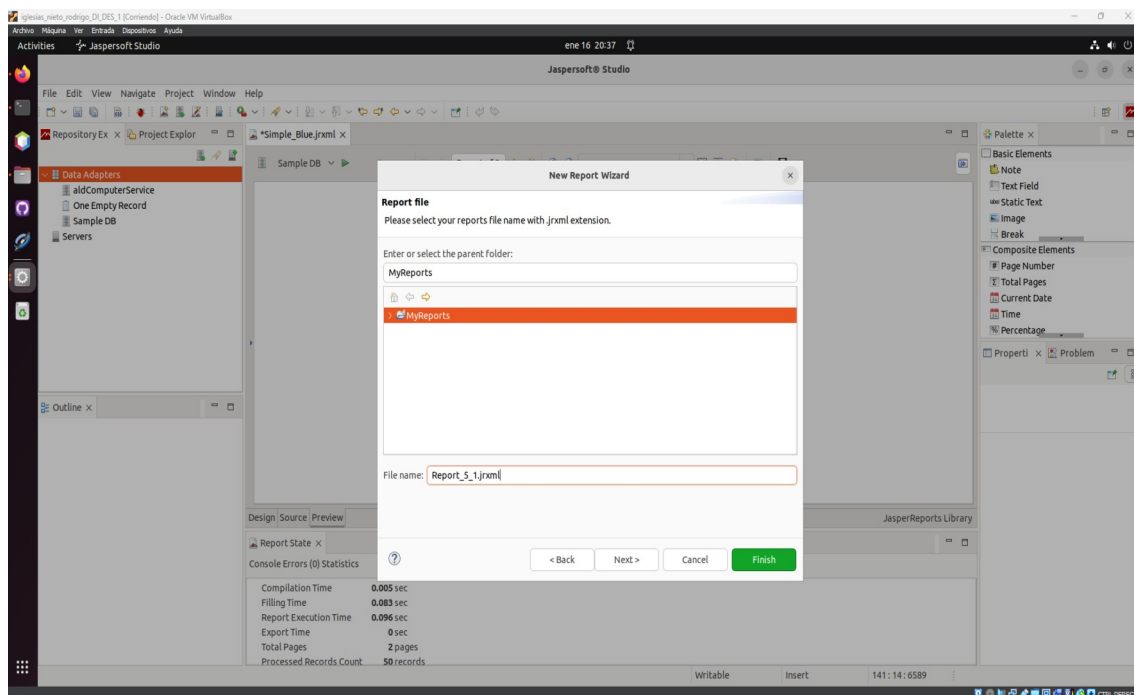 iglesias_nieto_rodrigo_DI_DES_1 [Corriendo] - Oracle VM VirtualBox
Archivo Máquina Ver Entrada Dispositivos Ayuda
Activities Jaspersoft Studio ene 16 20:37
Jaspersoft® Studio
File Edit View Navigate Project Window Help
Repository Ex Project Explor
*Simple_Blue.jrxml
Palette
Sample DB
Data Adapters
aldComputerService
One Empty Record
Sample DB
Servers
New Report Wizard
Report file
Please select your reports file name with .jrxml extension.
Enter or select the parent folder:
MyReports
MyReports
File name: Report_5_1.jrxml
< Back Next > Cancel Finish
Basic Elements
Note
Text Field
Static Text
Image
Break
Composite Elements
Page Number
Total Pages
Current Date
Time
Percentage
Properti Problem
Outline
Design Source Preview
JasperReports Library
Report State
Console Errors (0) Statistics
Compilation Time 0.005 sec
Filling Time 0.083 sec
Report Execution Time 0.096 sec
Export Time 0 sec
Total Pages 2 pages
Processed Records Count 50 records
Writable Insert 141:14:6589